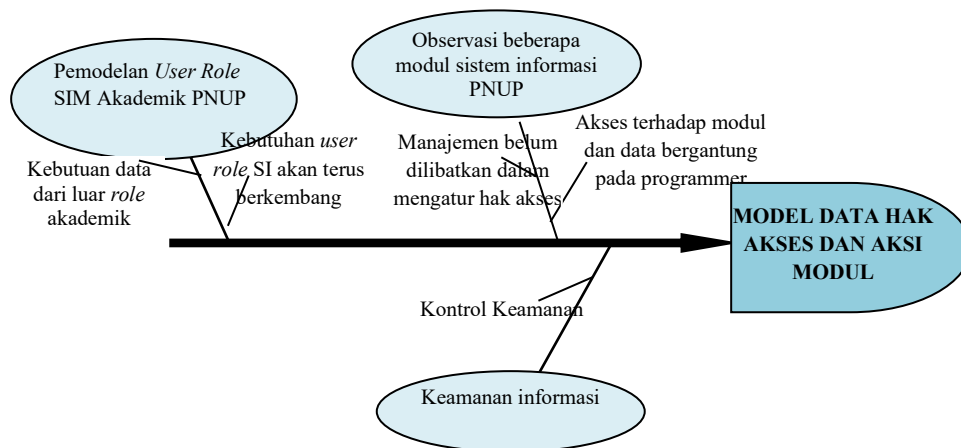 Pemodelan User Role
SIM Akademik PNUP
Observasi beberapa
modul sistem informasi
PNUP
Kebutuan data
dari luar role
akademik
Kebutuhan user
role SI akan terus
berkembang
Manajemen belum
dilibatkan dalam
mengatur hak akses
Akses terhadap modul
dan data bergantung
pada programmer
MODEL DATA HAK
AKSES DAN AKSI
MODUL
Kontrol Keamanan
Keamanan informasi